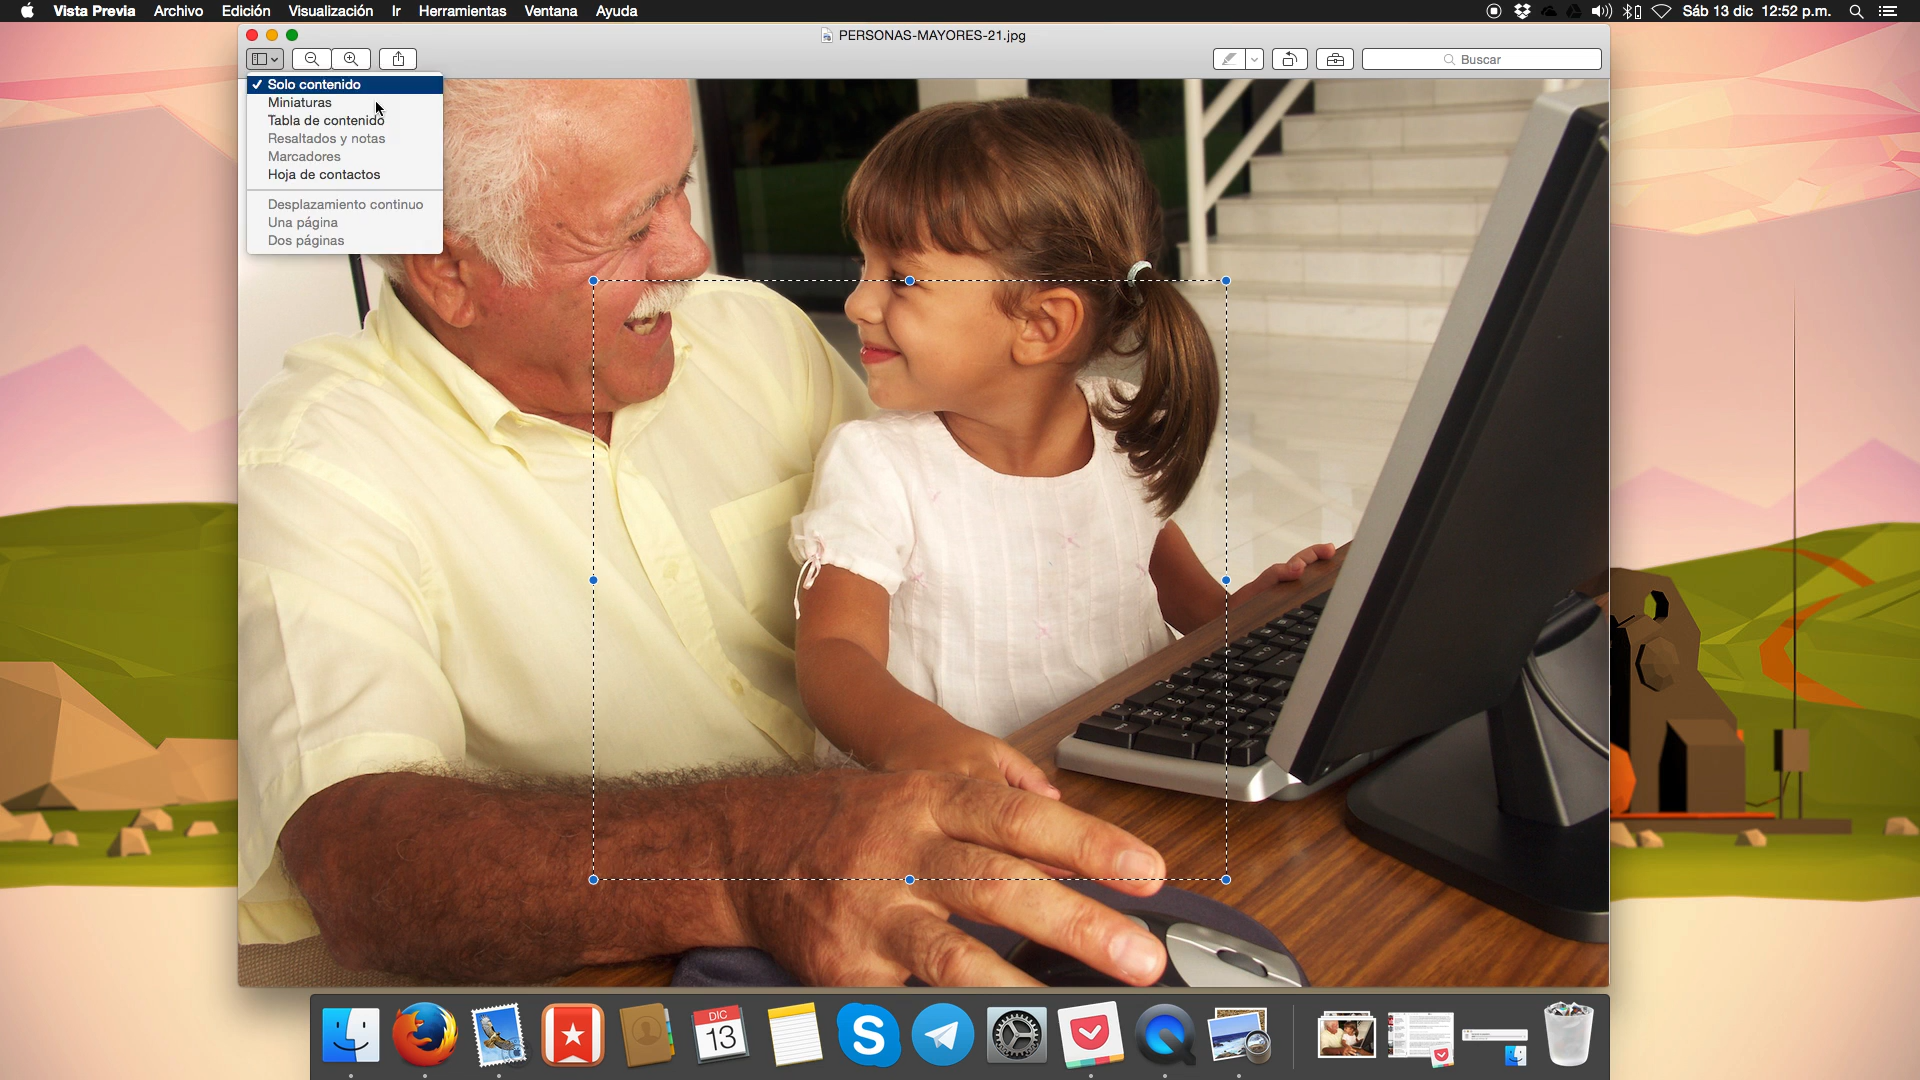 Vista Previa Archivo Edición Visualización Ir Herramientas Ventana Ayuda Sáb 13 dic 12:52 p.m.
PERSONAS-MAYORES-21.jpg
Buscar
✓ Solo contenido
Miniaturas
Tabla de contenido
Resaltados y notas
Marcadores
Hoja de contactos
Desplazamiento continuo
Una página
Dos páginas
DIC
13
S